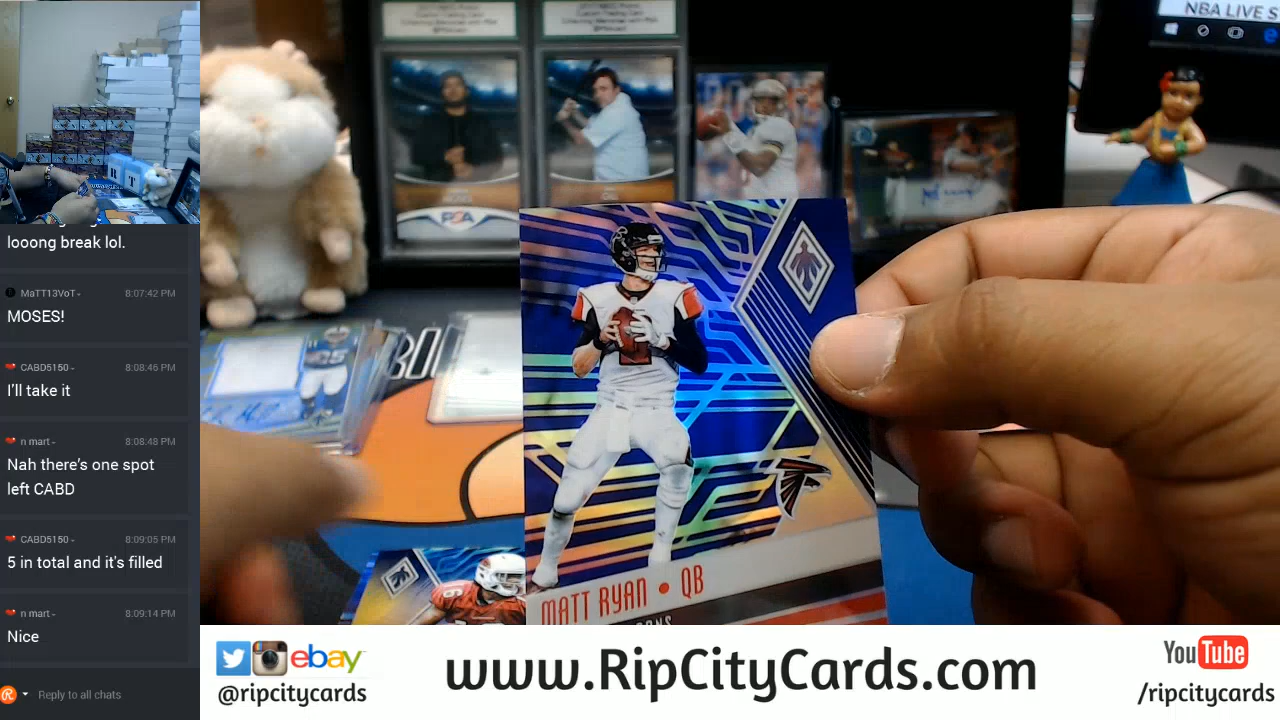 NBA LIVE S
looong break lol.
MaTT13VoT
8:07:42 PM
MOSES!
CABD5150
8:08:46 PM
I'll take it
n mart
8:08:48 PM
Nah there's one spot
left CABD
CABD5150
8:09:05 PM
5 in total and it's filled
n mart
8:09:14 PM
Nice
Reply to all chats
PSA
MATT RYAN • QB
ebay
@ripcitycards
www.RipCityCards.com
YouTube
/ripcitycards